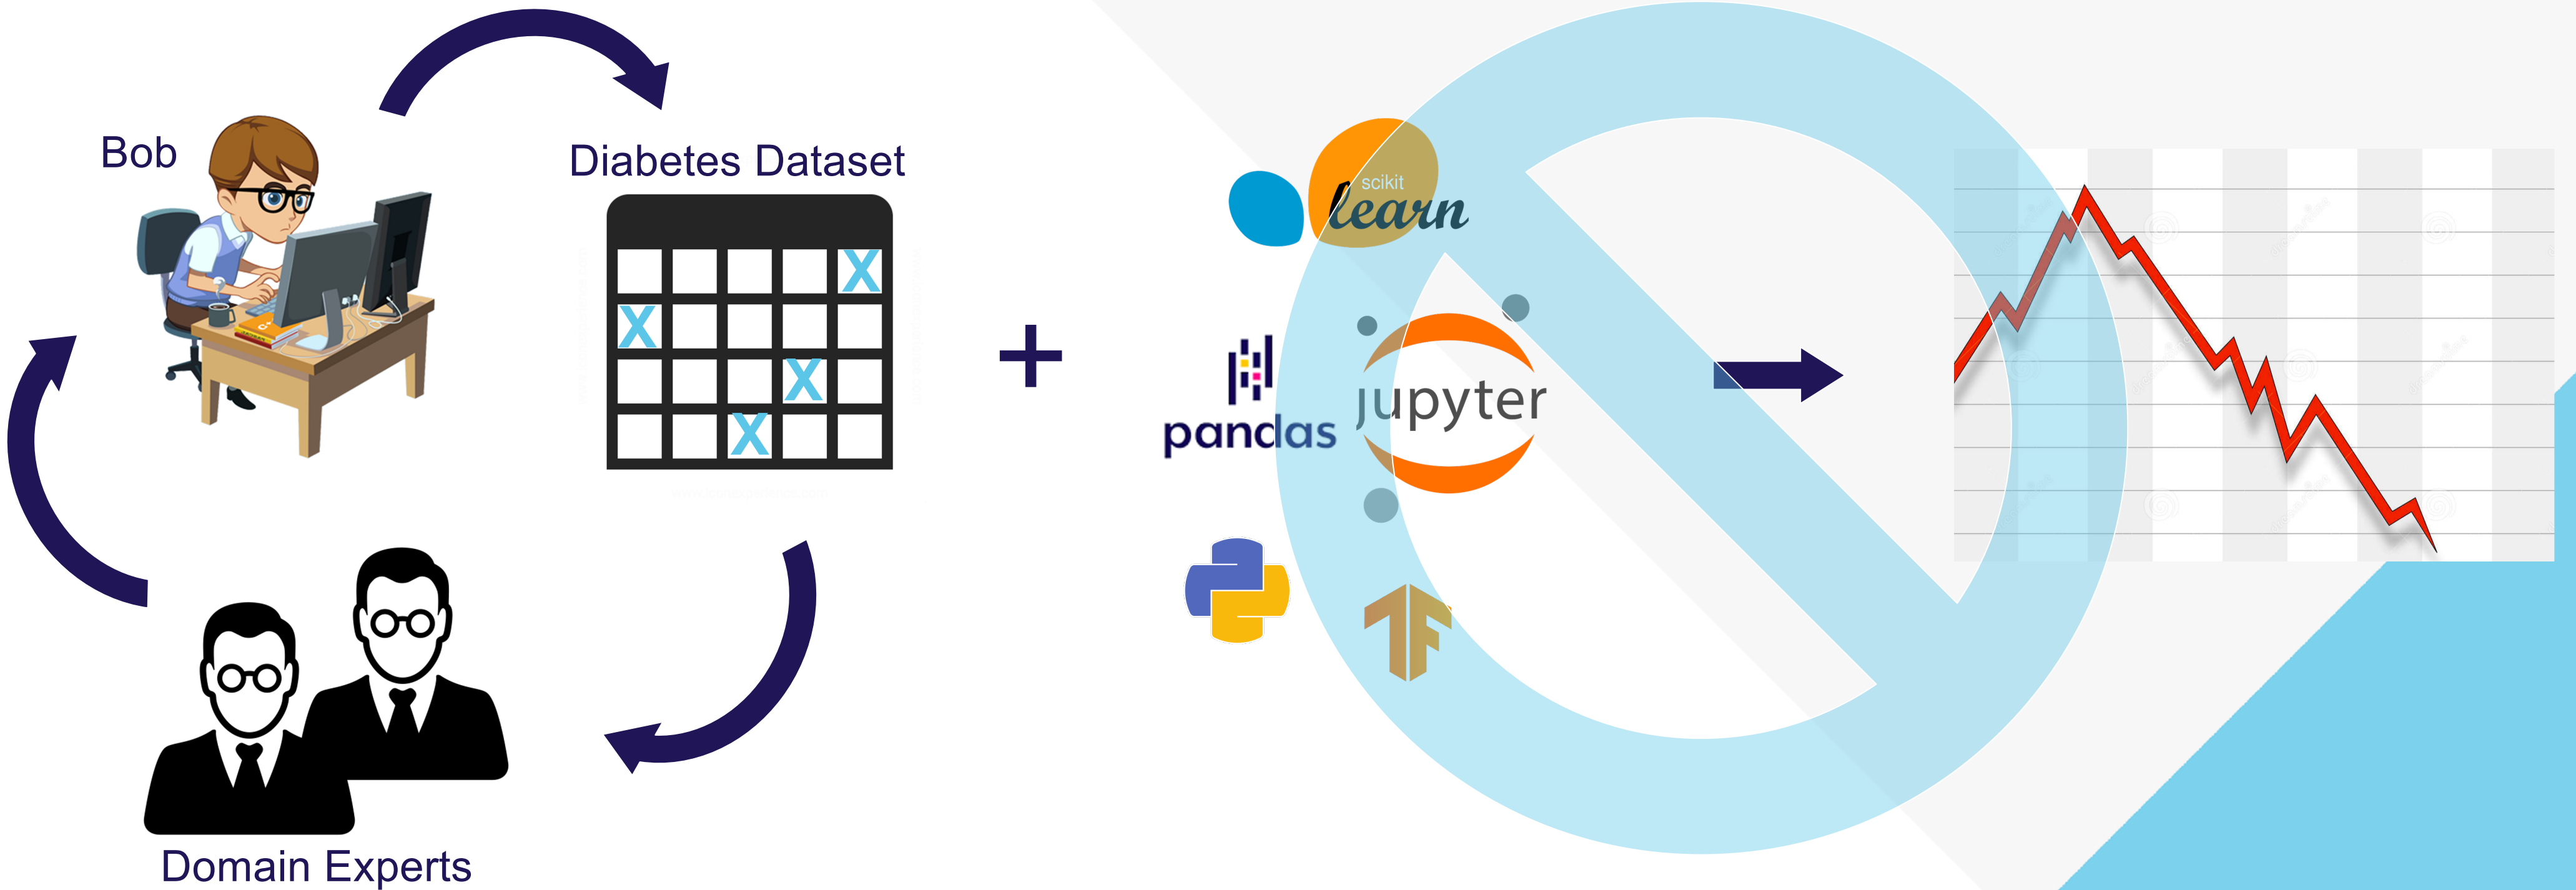 Bob
Diabetes Dataset
X
X
X
X
+
scikit
learn
pandas
jupyter
Domain Experts